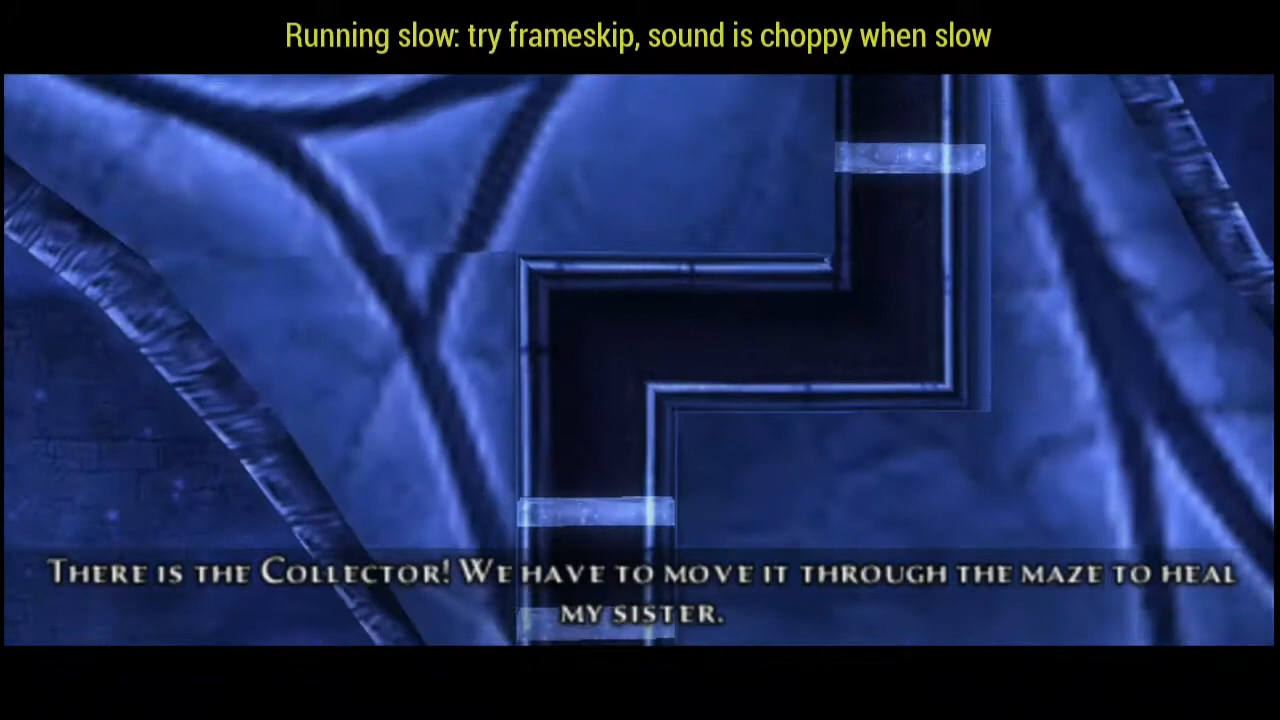 Running slow: try frameskip, sound is choppy when slow
There is the Collector! We have to move it through the maze to heal
my sister.